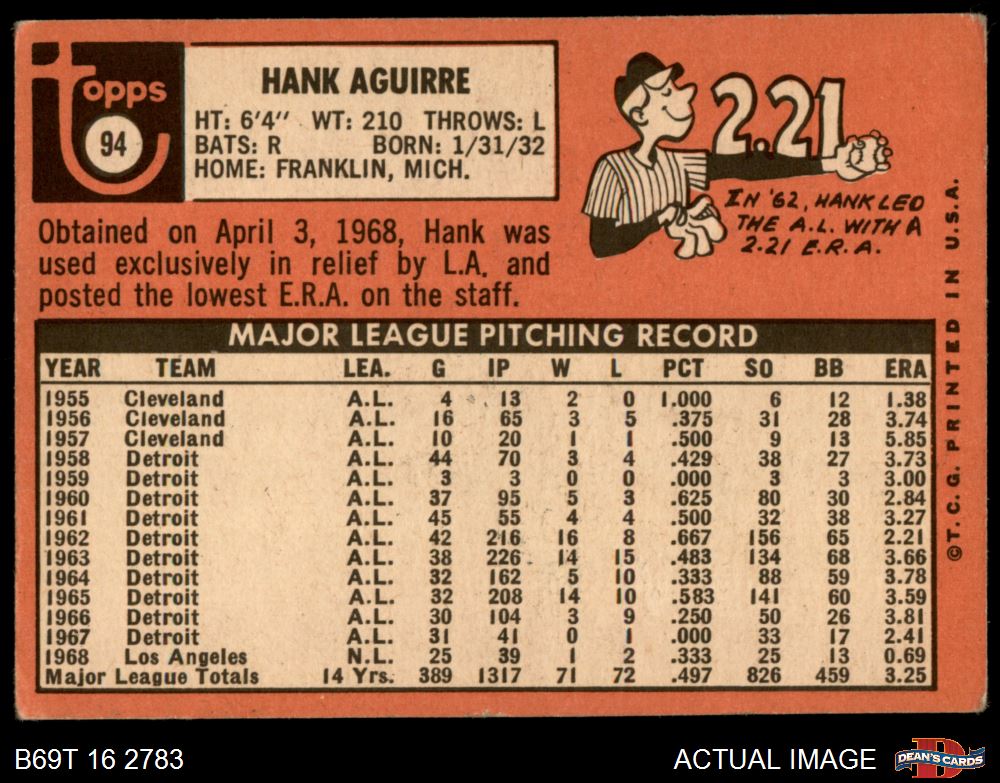 Topps
94
HANK AGUIRRE
HT: 6'4" WT: 210 THROWS: L
BATS: R BORN: 1/31/32
HOME: FRANKLIN, MICH.
2.21
IN '62, HANK LED
THE A.L. WITH A
2.21 E.R.A.
Obtained on April 3, 1968, Hank was
used exclusively in relief by L.A. and
posted the lowest E.R.A. on the staff.
MAJOR LEAGUE PITCHING RECORD
YEAR TEAM LEA. G IP W L PCT SO BB ERA
1955 Cleveland A.L. 4 13 2 0 1.000 6 12 1.38
1956 Cleveland A.L. 16 65 3 5 .375 31 28 3.74
1957 Cleveland A.L. 10 20 1 1 .500 9 13 5.85
1958 Detroit A.L. 44 70 3 4 .429 38 27 3.73
1959 Detroit A.L. 3 3 0 0 .000 3 3 3.00
1960 Detroit A.L. 37 95 5 3 .625 80 30 2.84
1961 Detroit A.L. 45 55 4 4 .500 32 38 3.27
1962 Detroit A.L. 42 216 16 8 .667 156 65 2.21
1963 Detroit A.L. 38 226 14 15 .483 134 68 3.66
1964 Detroit A.L. 32 162 5 10 .333 88 59 3.78
1965 Detroit A.L. 32 208 14 10 .583 141 60 3.59
1966 Detroit A.L. 30 104 3 9 .250 50 26 3.81
1967 Detroit A.L. 31 41 0 1 .000 33 17 2.41
1968 Los Angeles N.L. 25 39 1 2 .333 25 13 0.69
Major League Totals 14 Yrs. 389 1317 71 72 .497 826 459 3.25
©T.C.G. PRINTED IN U.S.A.
B69T 16 2783
ACTUAL IMAGE
D
DEAN'S CARDS